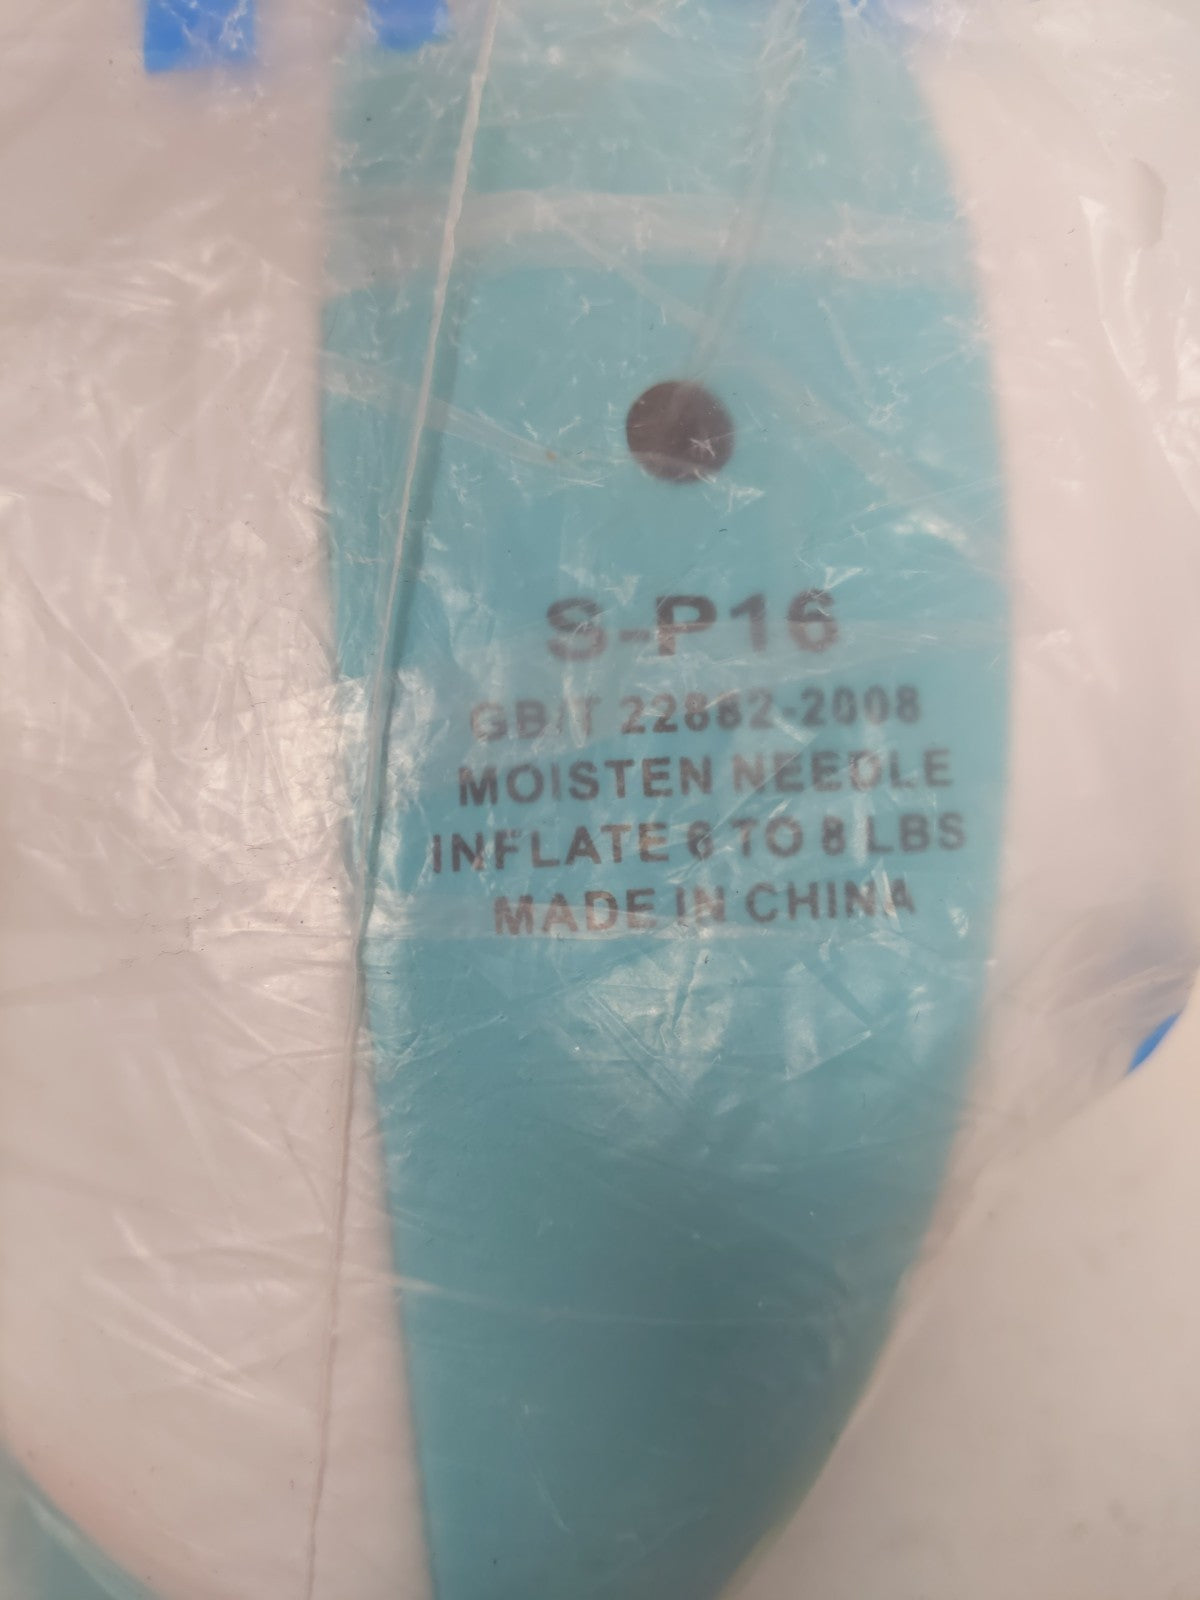 S-P16
GB/T 22882-2008
MOISTEN NEEDLE
INFLATE 6 TO 8 LBS
MADE IN CHINA